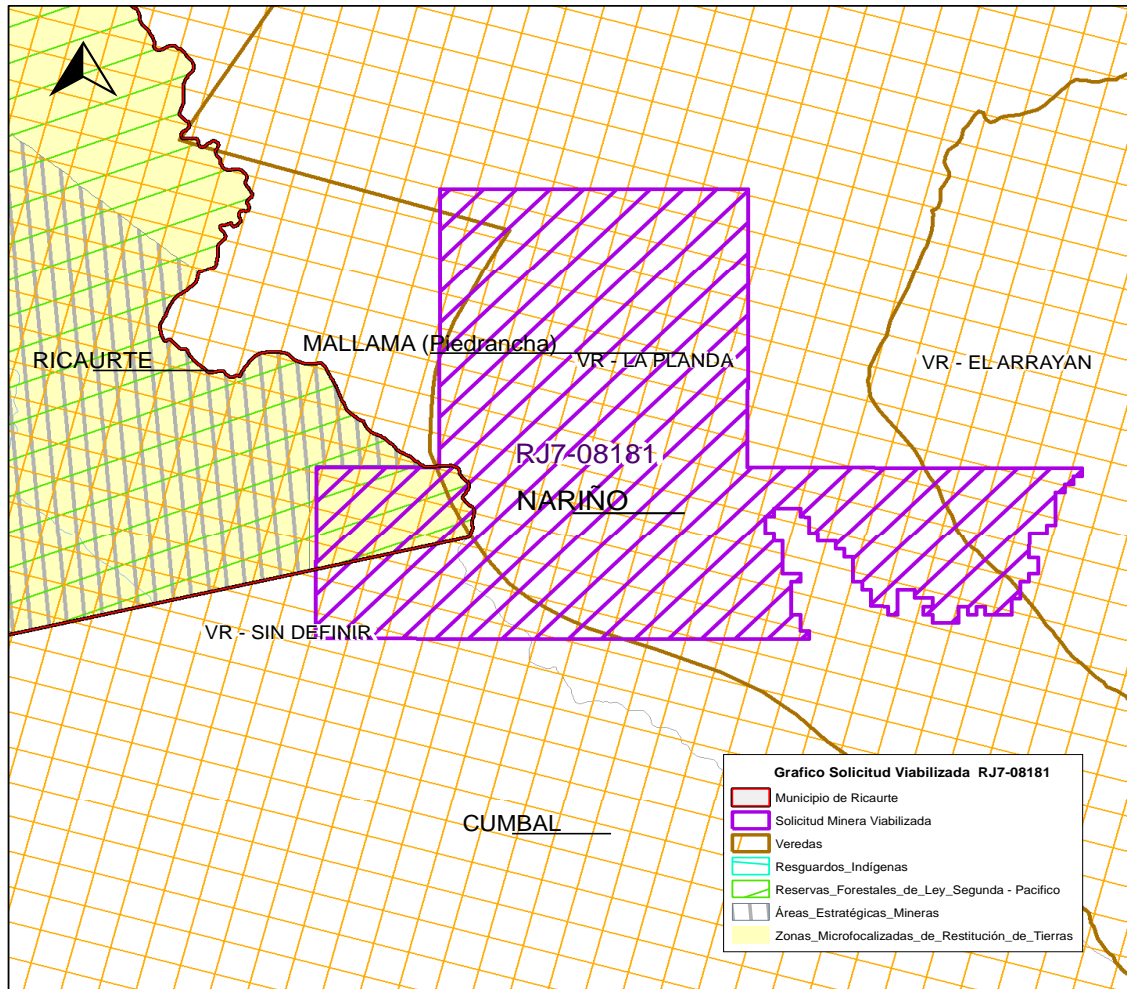 MALLAMA (Piedrancha)
RICAURTE
VR - LA PLANDA
VR - EL ARRAYAN
RJ7-08181
NARIÑO
VR - SIN DEFINIR
CUMBAL
Grafico Solicitud Viabilizada RJ7-08181
Municipio de Ricaurte
Solicitud Minera Viabilizada
Veredas
Resguardos_Indígenas
Reservas_Forestales_de_Ley_Segunda - Pacifico
Áreas_Estratégicas_Mineras
Zonas_Microfocalizadas_de_Restitución_de_Tierras